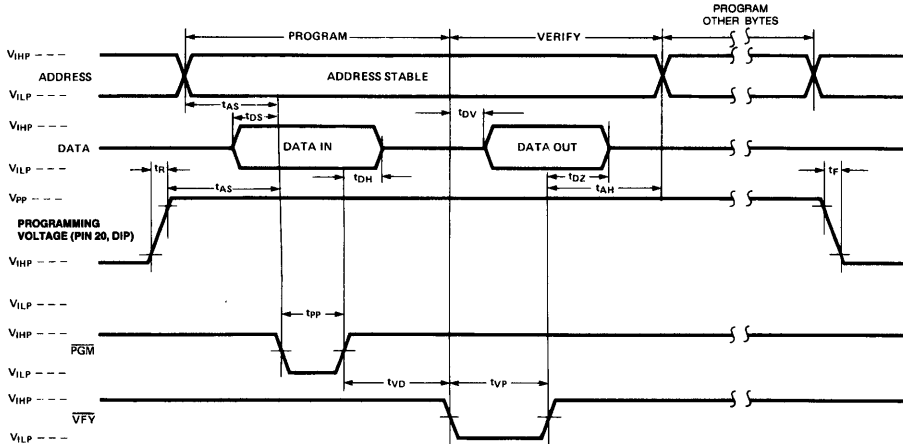 PROGRAM
OTHER BYTES
PROGRAM
VERIFY
VIHP
ADDRESS
ADDRESS STABLE
VILP
tAS
tDS
tDV
VIHP
DATA
DATA IN
DATA OUT
VILP
tR
tDH
tDZ
tF
tAS
tAH
VPP
PROGRAMMING
VOLTAGE (PIN 20, DIP)
VIHP
VILP
tPP
VIHP
PGM
VILP
tVD
tVP
VIHP
VFY
VILP